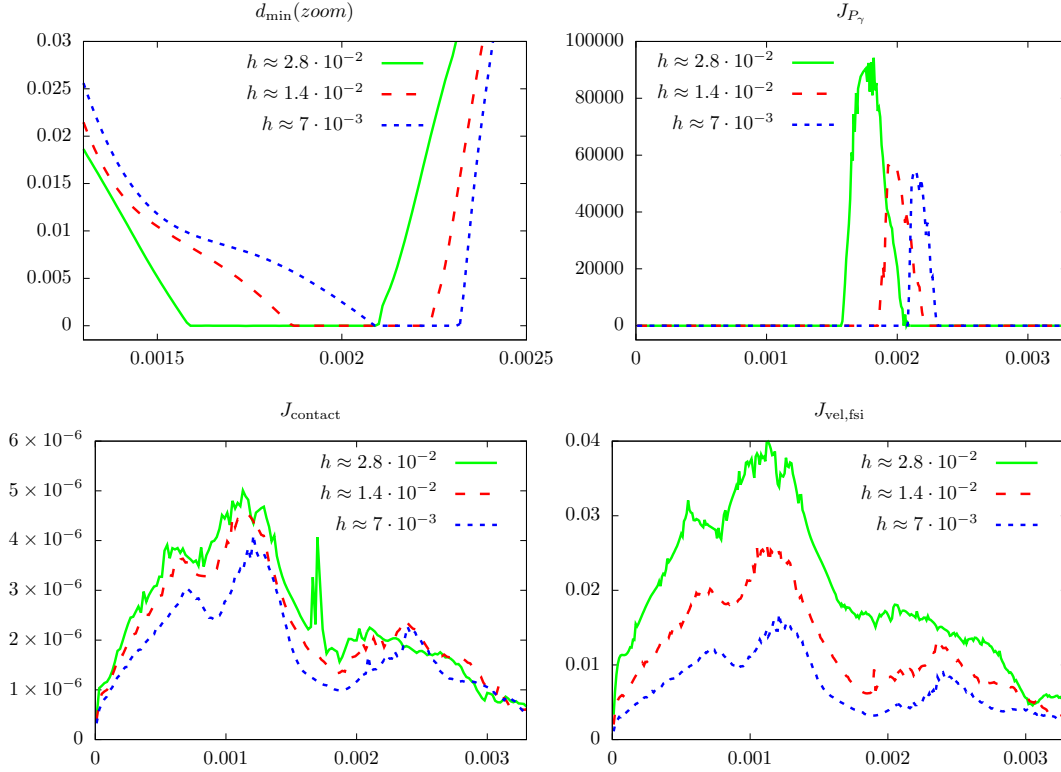 d_min(zoom)
0.03
0.025
0.02
0.015
0.01
0.005
0
0.0015
0.002
0.0025
h ≈ 2.8 · 10⁻²
h ≈ 1.4 · 10⁻²
h ≈ 7 · 10⁻³
J_{P_γ}
100000
80000
60000
40000
20000
0
0
0.001
0.002
0.003
h ≈ 2.8 · 10⁻²
h ≈ 1.4 · 10⁻²
h ≈ 7 · 10⁻³
J_contact
6 × 10⁻⁶
5 × 10⁻⁶
4 × 10⁻⁶
3 × 10⁻⁶
2 × 10⁻⁶
1 × 10⁻⁶
0
0
0.001
0.002
0.003
h ≈ 2.8 · 10⁻²
h ≈ 1.4 · 10⁻²
h ≈ 7 · 10⁻³
J_vel,fsi
0.04
0.03
0.02
0.01
0
0
0.001
0.002
0.003
h ≈ 2.8 · 10⁻²
h ≈ 1.4 · 10⁻²
h ≈ 7 · 10⁻³